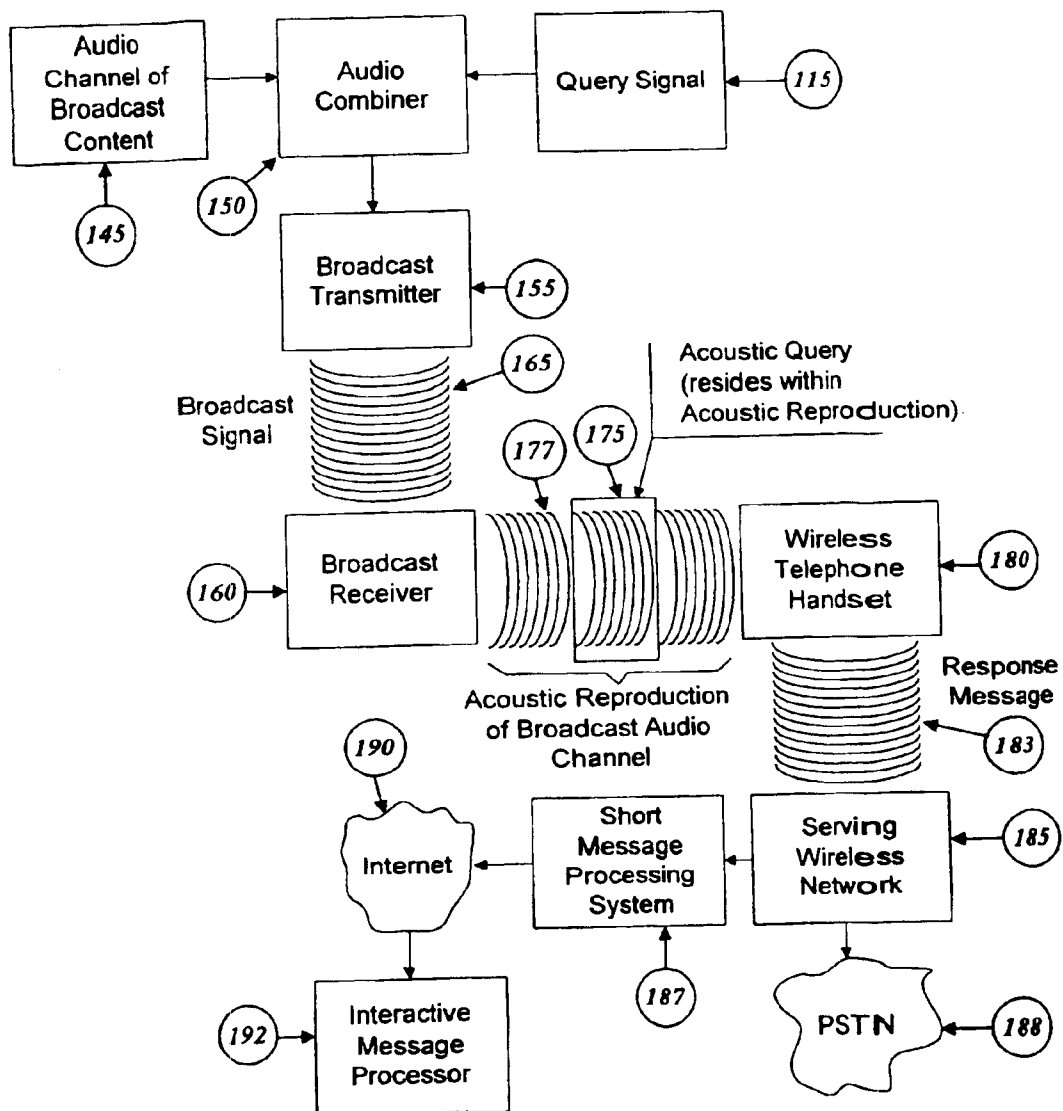 Audio
Channel of
Broadcast
Content
Audio
Combiner
Query Signal
115
150
145
Broadcast
Transmitter
155
165
Broadcast
Signal
Acoustic Query
(resides within
Acoustic Reproduction)
177
175
Broadcast
Receiver
160
Wireless
Telephone
Handset
180
Acoustic Reproduction
of Broadcast Audio
Channel
Response
Message
183
190
Internet
Short
Message
Processing
System
Serving
Wireless
Network
185
187
192
Interactive
Message
Processor
PSTN
188